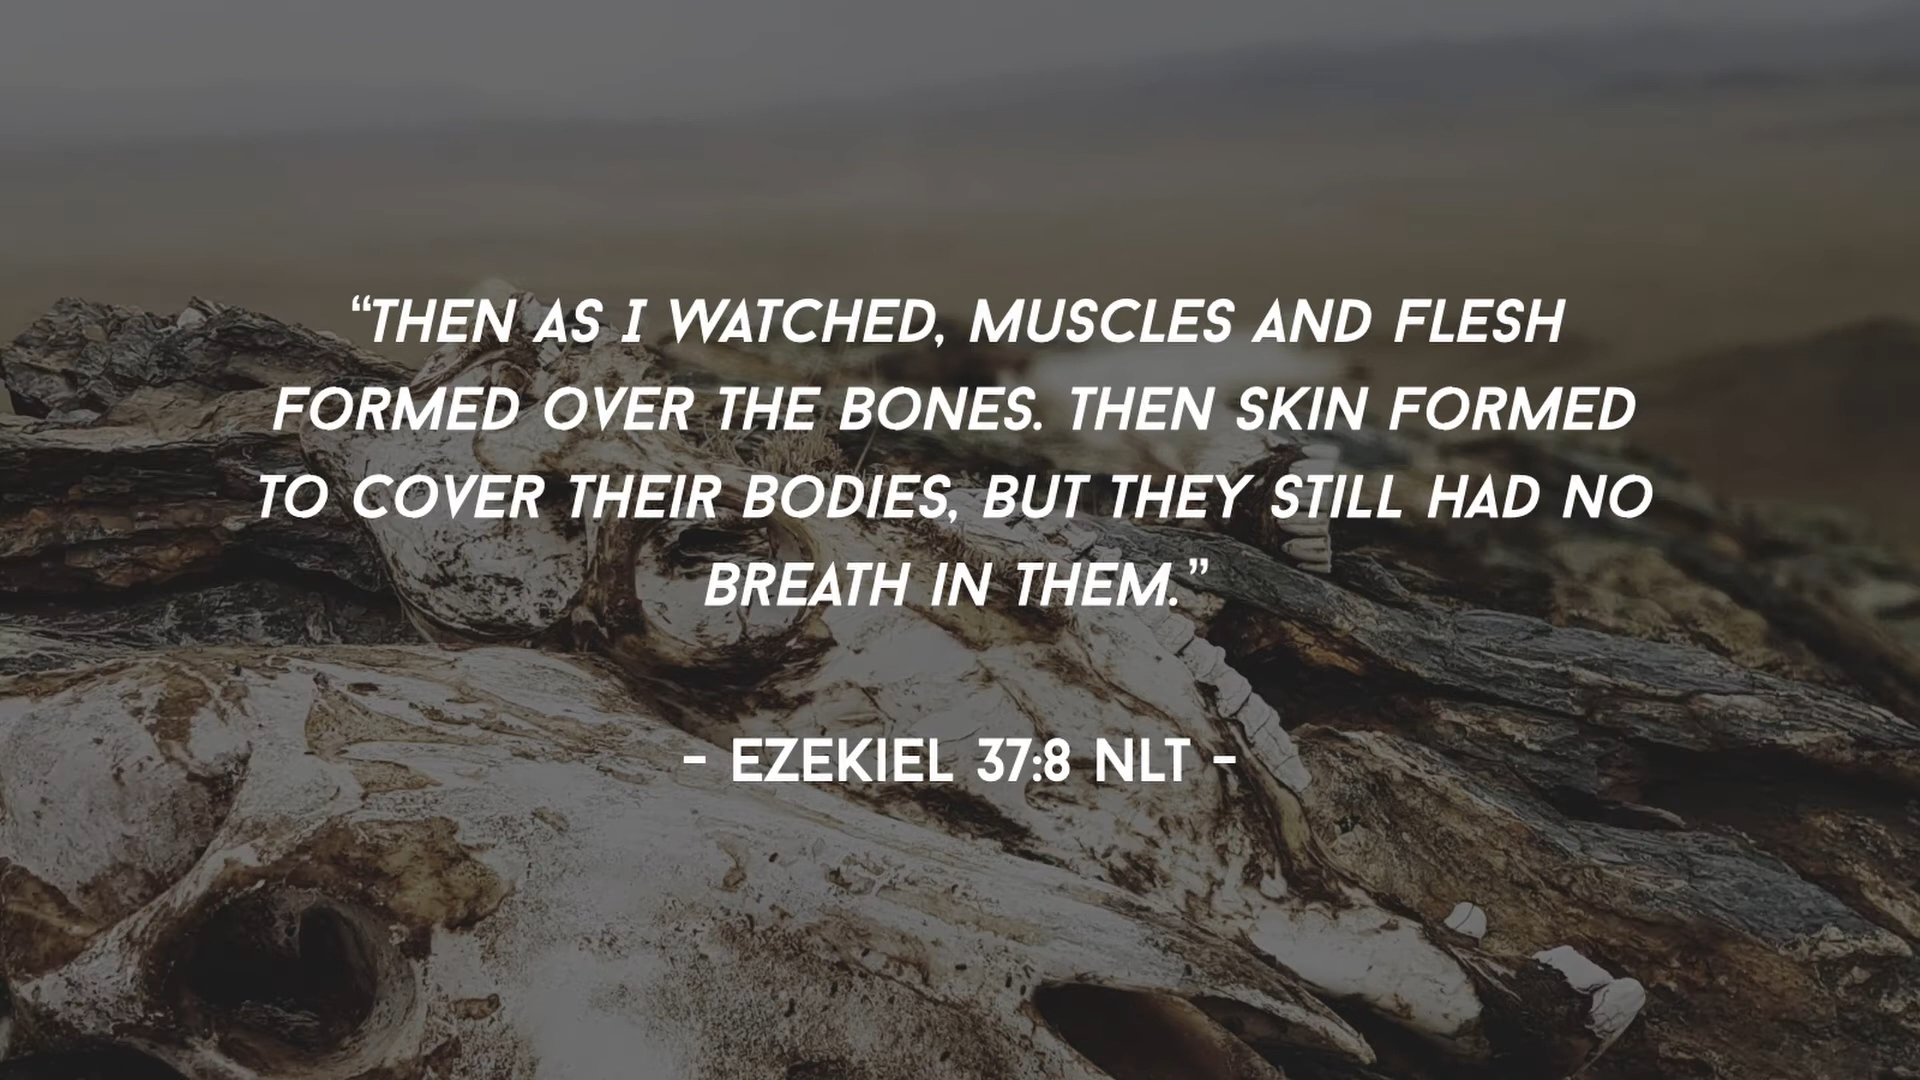 “THEN AS I WATCHED, MUSCLES AND FLESH
FORMED OVER THE BONES. THEN SKIN FORMED
TO COVER THEIR BODIES, BUT THEY STILL HAD NO
BREATH IN THEM.”
- EZEKIEL 37:8 NLT -